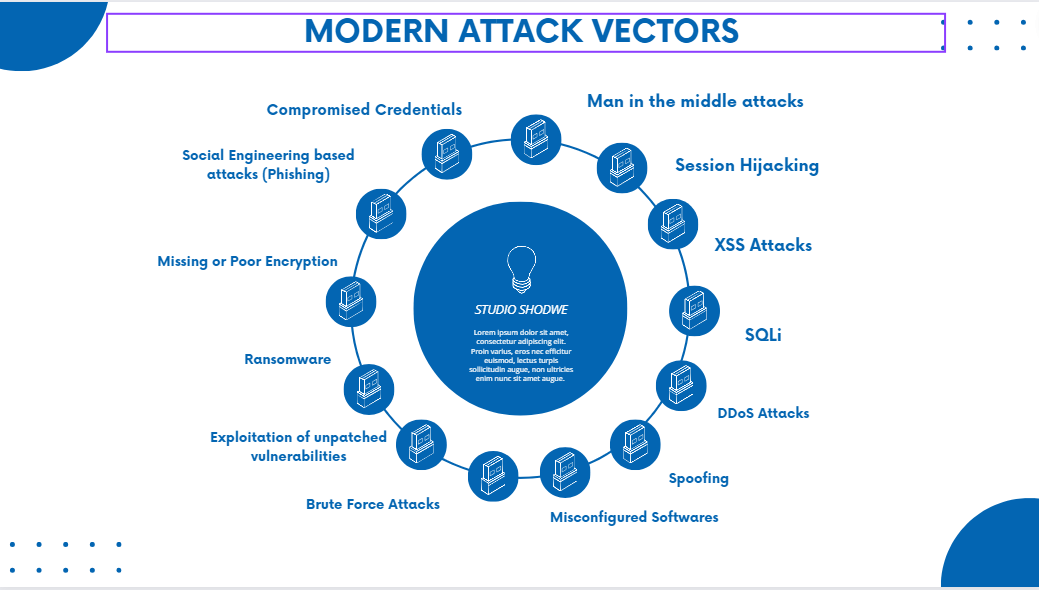 MODERN ATTACK VECTORS
Compromised Credentials
Man in the middle attacks
Social Engineering based
attacks (Phishing)
Session Hijacking
XSS Attacks
Missing or Poor Encryption
STUDIO SHODWE
Lorem ipsum dolor sit amet,
consectetur adipiscing elit.
Proin varius, eros nec efficitur
euismod, lectus turpis
sollicitudin augue, non ultricies
enim nunc sit amet augue.
SQLi
Ransomware
DDoS Attacks
Exploitation of unpatched
vulnerabilities
Spoofing
Brute Force Attacks
Misconfigured Softwares